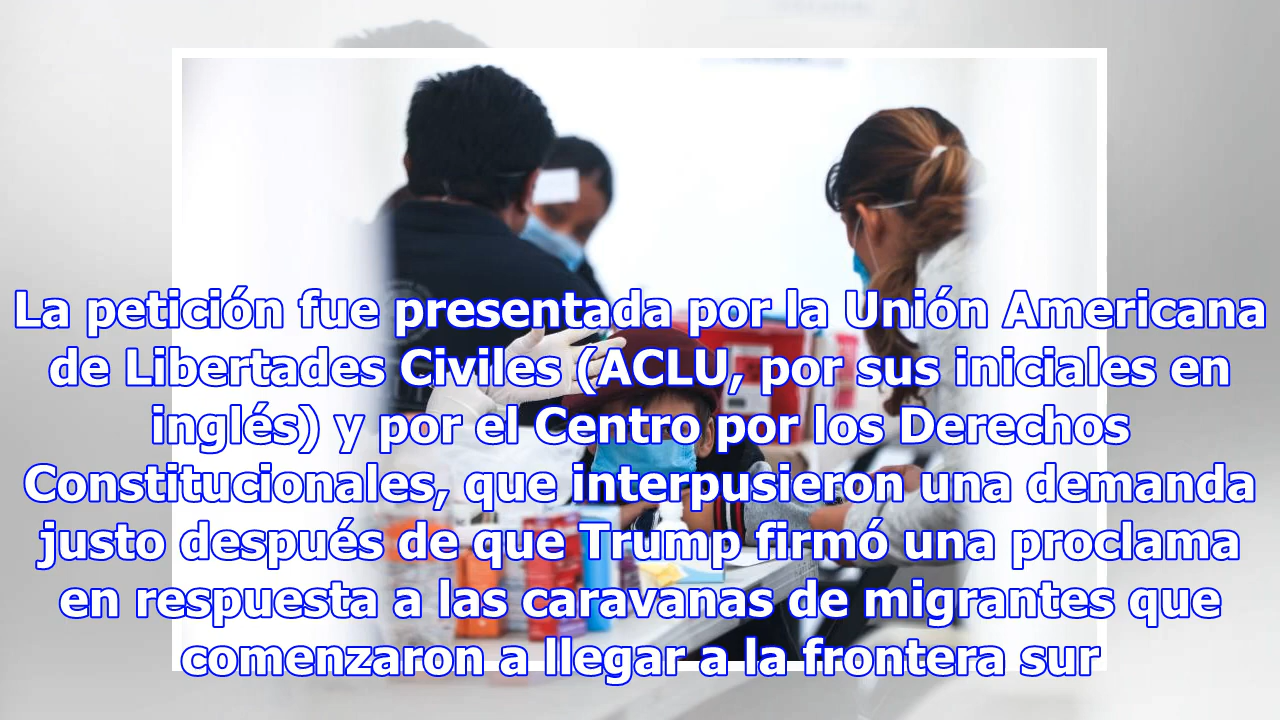 La petición fue presentada por la Unión Americana
de Libertades Civiles (ACLU, por sus iniciales en
inglés) y por el Centro por los Derechos
Constitucionales, que interpusieron una demanda
justo después de que Trump firmó una proclama
en respuesta a las caravanas de migrantes que
comenzaron a llegar a la frontera sur